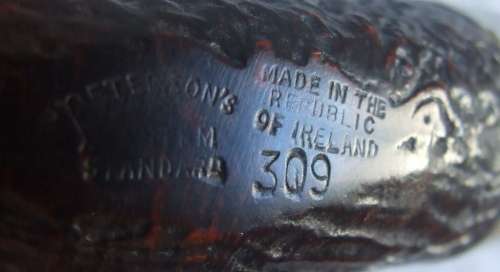 PETERSON'S
M
STANDARD
MADE IN THE
REPUBLIC
OF IRELAND
309